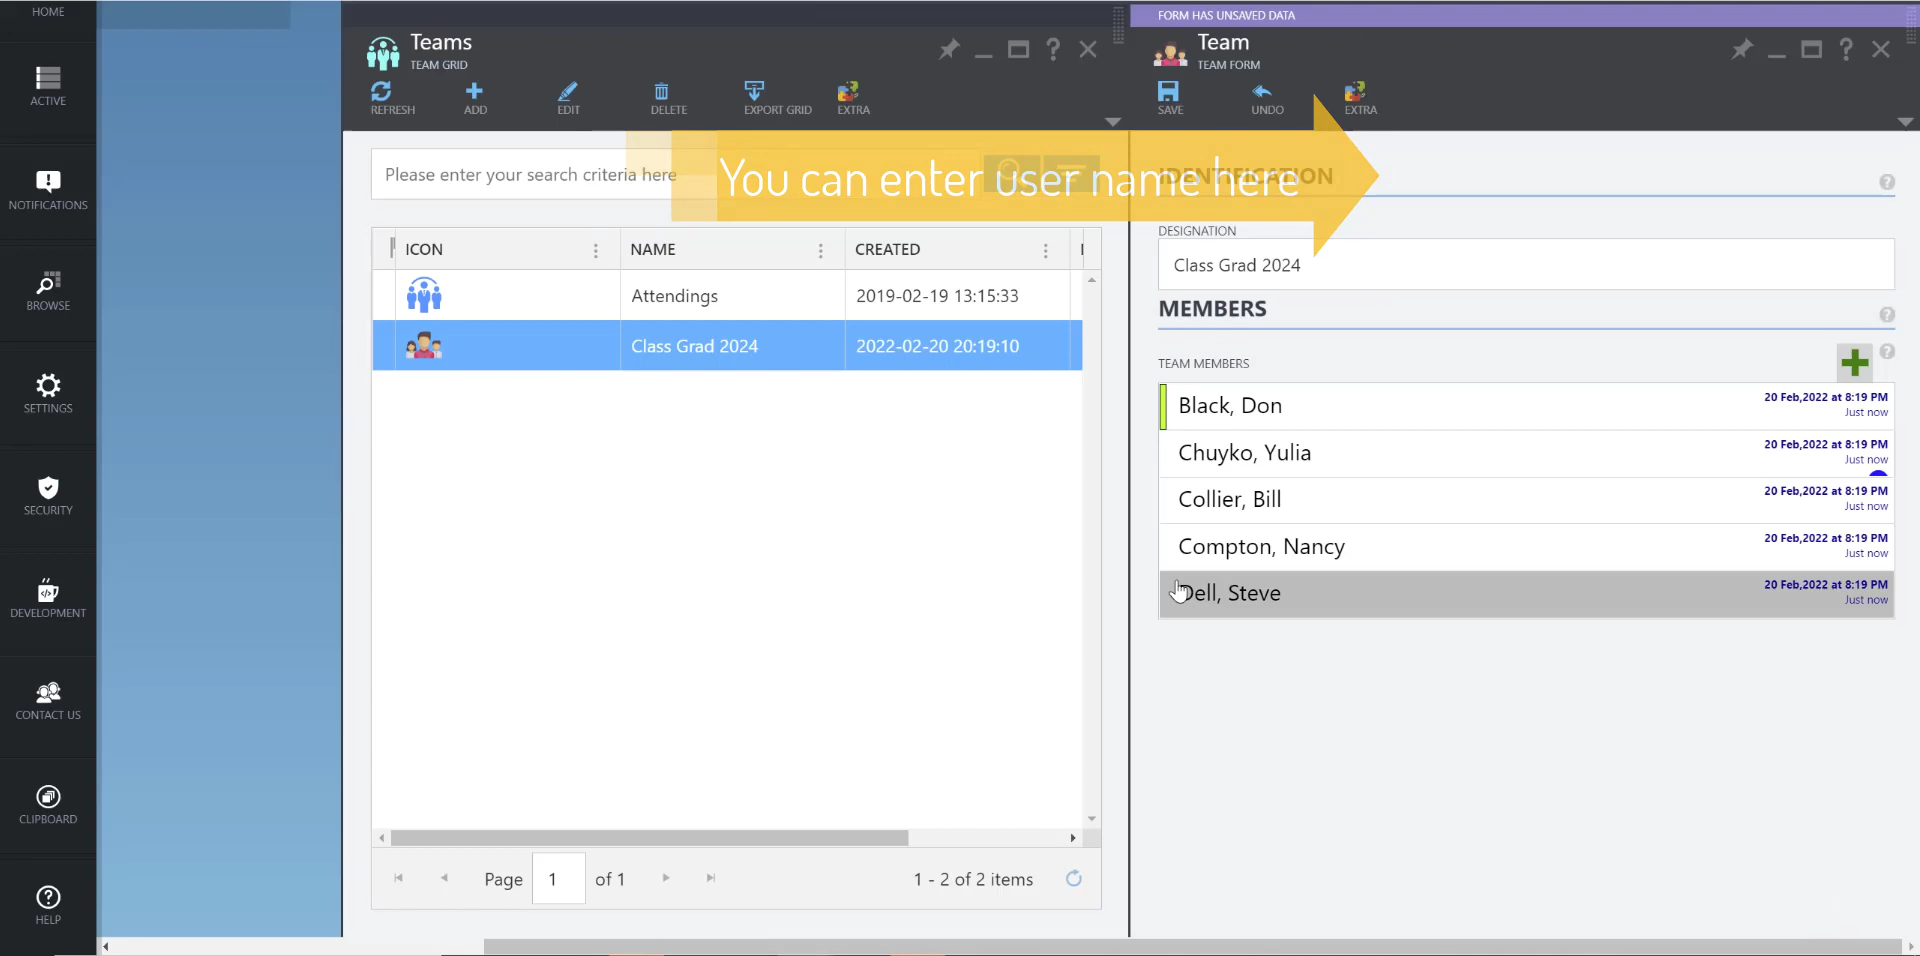 HOME
ACTIVE
NOTIFICATIONS
BROWSE
SETTINGS
SECURITY
DEVELOPMENT
CONTACT US
CLIPBOARD
HELP
Teams
TEAM GRID
REFRESH ADD EDIT DELETE EXPORT GRID EXTRA
Please enter your search criteria here
You can enter user name here
ICON NAME CREATED
Attendings 2019-02-19 13:15:33
Class Grad 2024 2022-02-20 20:19:10
Page 1 of 1 1 - 2 of 2 items
FORM HAS UNSAVED DATA
Team
TEAM FORM
SAVE UNDO EXTRA
IDENTIFICATION
DESIGNATION
Class Grad 2024
MEMBERS
TEAM MEMBERS
Black, Don 20 Feb,2022 at 8:19 PM
Just now
Chuyko, Yulia 20 Feb,2022 at 8:19 PM
Just now
Collier, Bill 20 Feb,2022 at 8:19 PM
Just now
Compton, Nancy 20 Feb,2022 at 8:19 PM
Just now
Dell, Steve 20 Feb,2022 at 8:19 PM
Just now